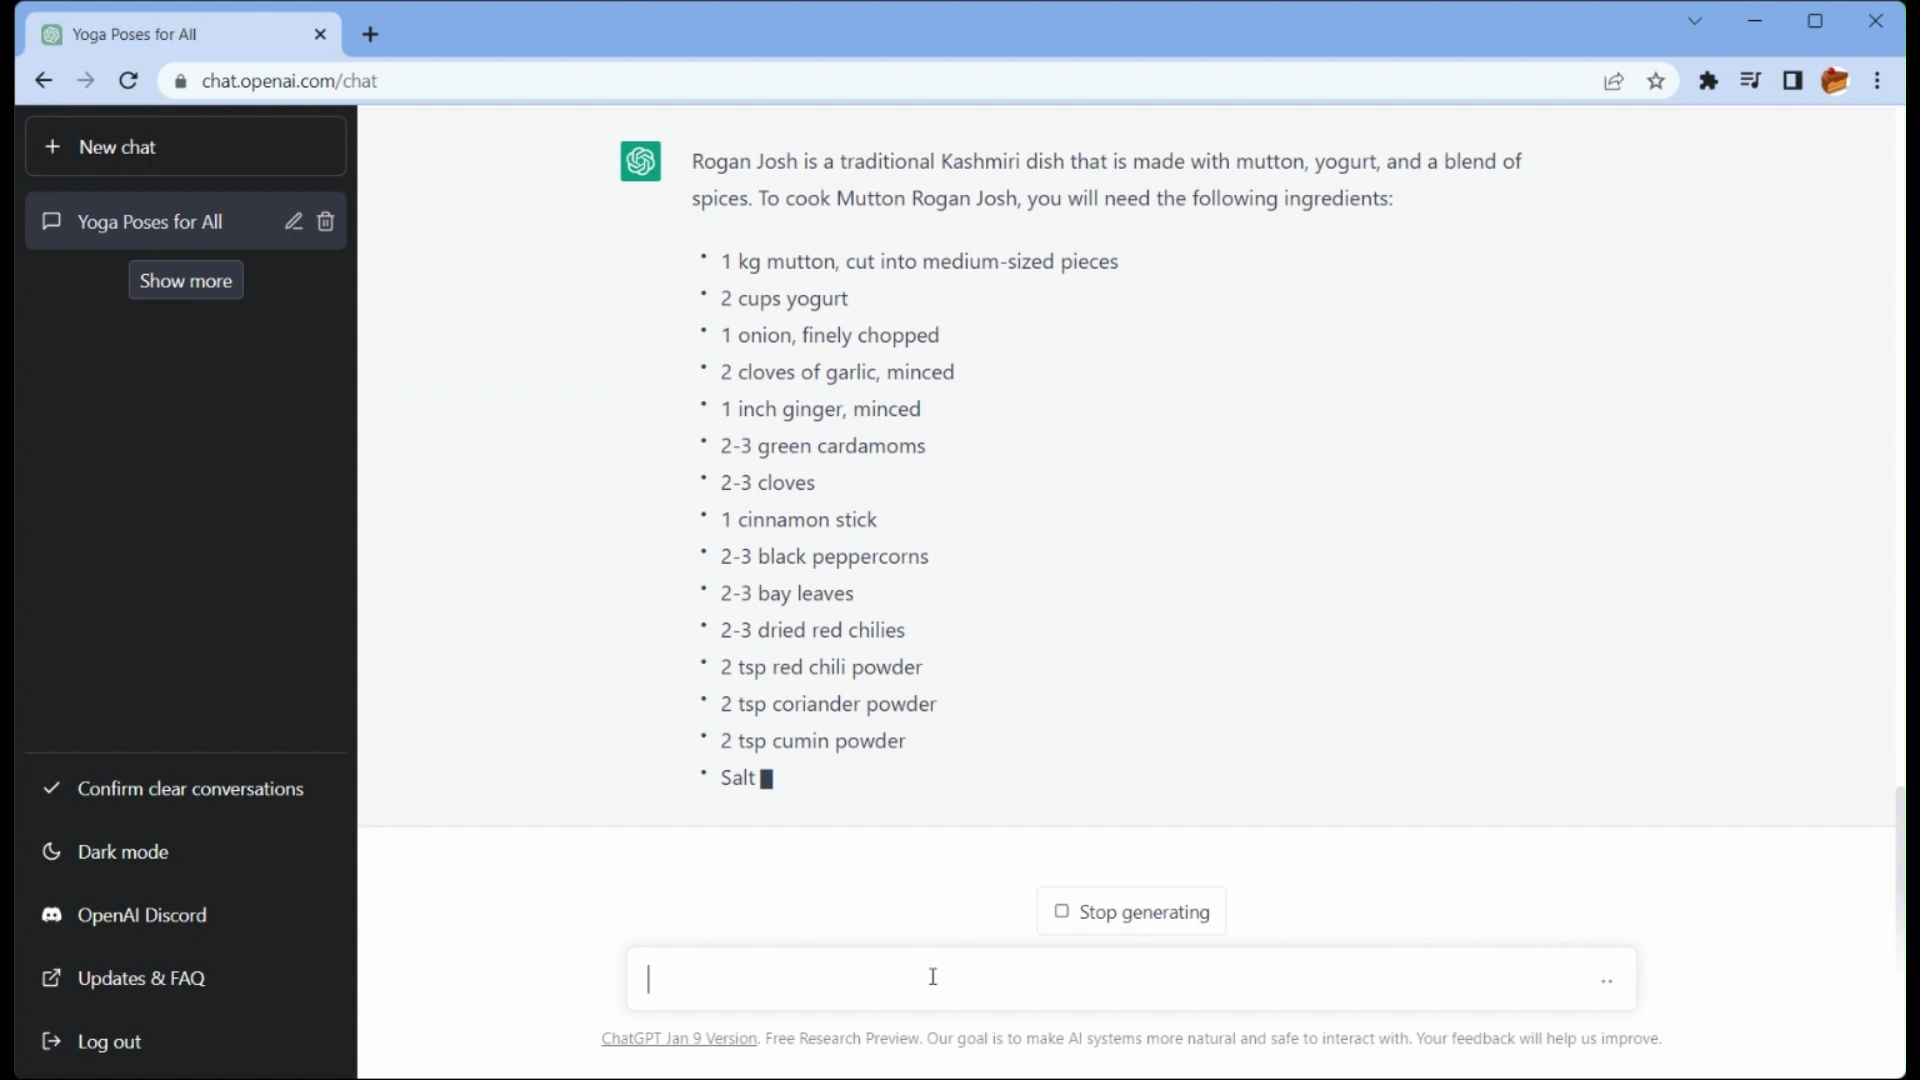 Yoga Poses for All
chat.openai.com/chat
New chat
Yoga Poses for All
Show more
Rogan Josh is a traditional Kashmiri dish that is made with mutton, yogurt, and a blend of
spices. To cook Mutton Rogan Josh, you will need the following ingredients:
• 1 kg mutton, cut into medium-sized pieces
• 2 cups yogurt
• 1 onion, finely chopped
• 2 cloves of garlic, minced
• 1 inch ginger, minced
• 2-3 green cardamoms
• 2-3 cloves
• 1 cinnamon stick
• 2-3 black peppercorns
• 2-3 bay leaves
• 2-3 dried red chilies
• 2 tsp red chili powder
• 2 tsp coriander powder
• 2 tsp cumin powder
• Salt
Confirm clear conversations
Dark mode
OpenAI Discord
Updates & FAQ
Log out
Stop generating
ChatGPT Jan 9 Version. Free Research Preview. Our goal is to make AI systems more natural and safe to interact with. Your feedback will help us improve.